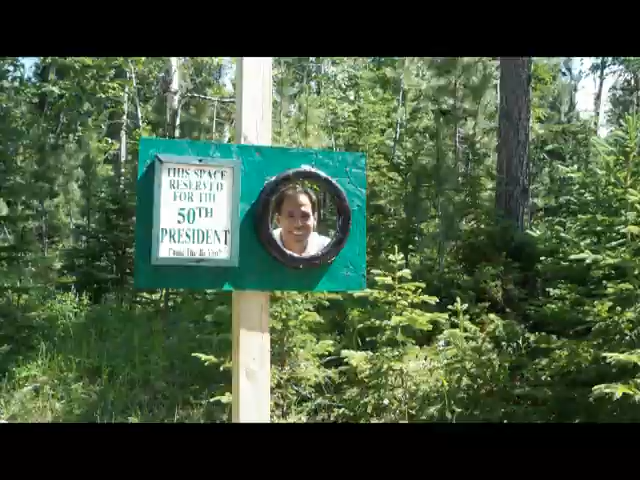 THIS SPACE
RESERVED
FOR THE
50TH
PRESIDENT